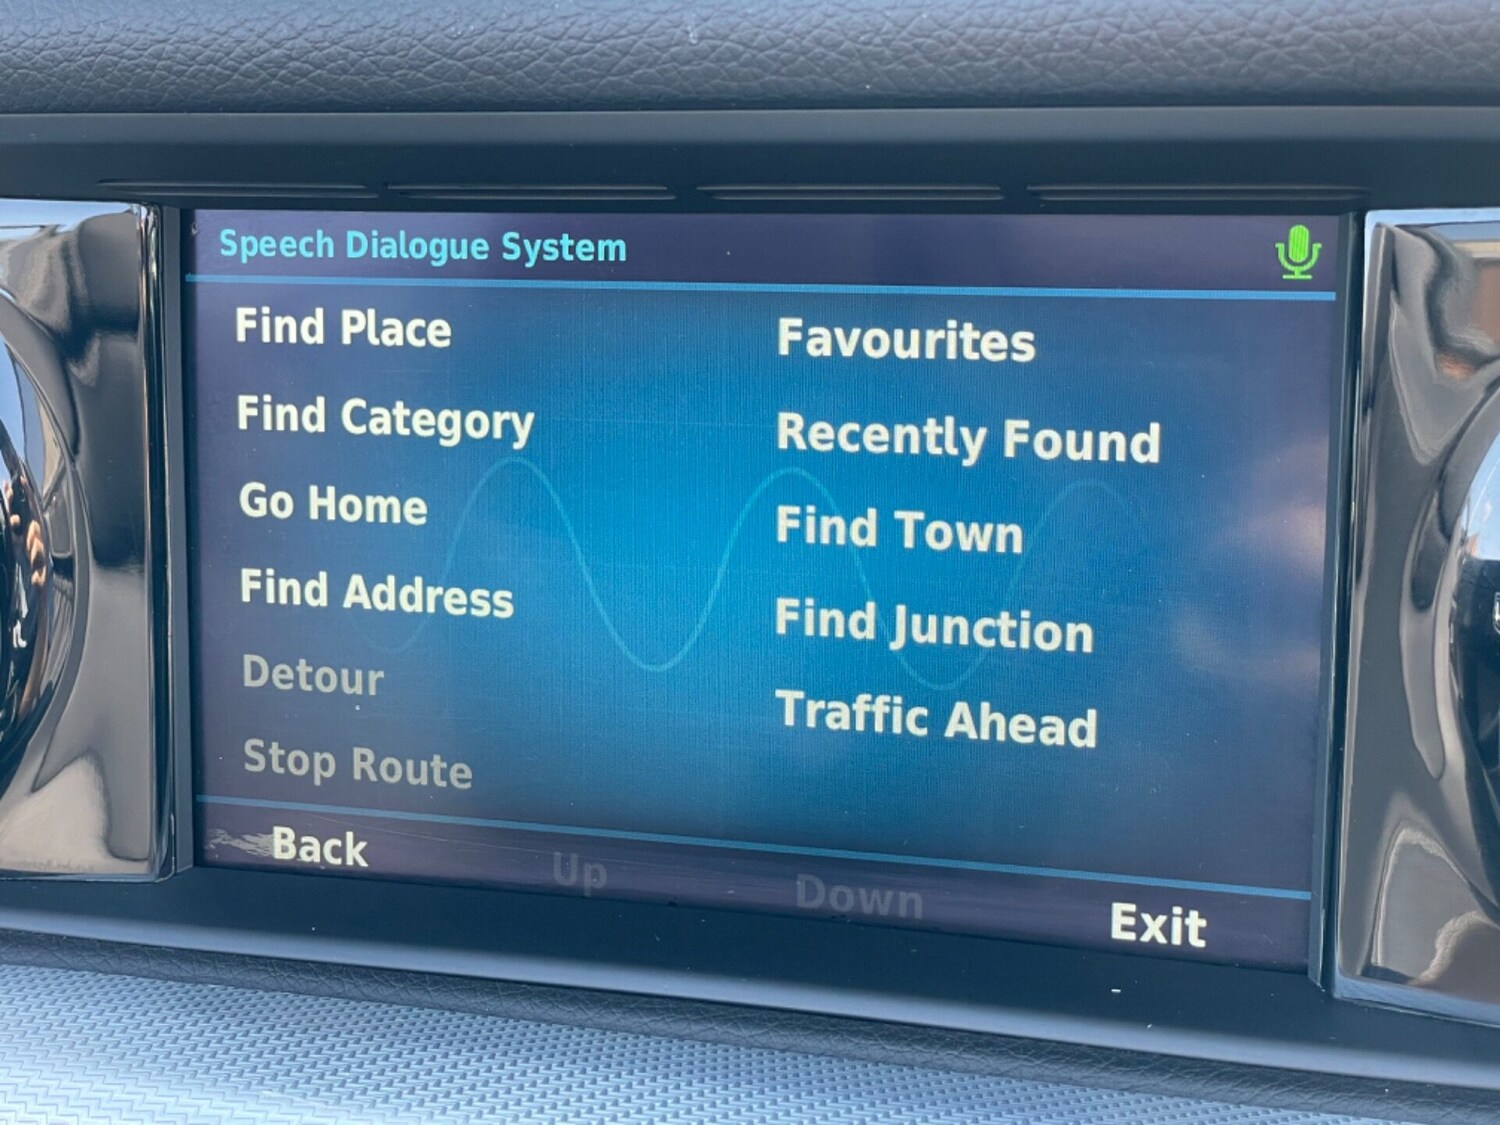 Speech Dialogue System
Find Place
Find Category
Go Home
Find Address
Detour
Stop Route
Favourites
Recently Found
Find Town
Find Junction
Traffic Ahead
Back
Up
Down
Exit